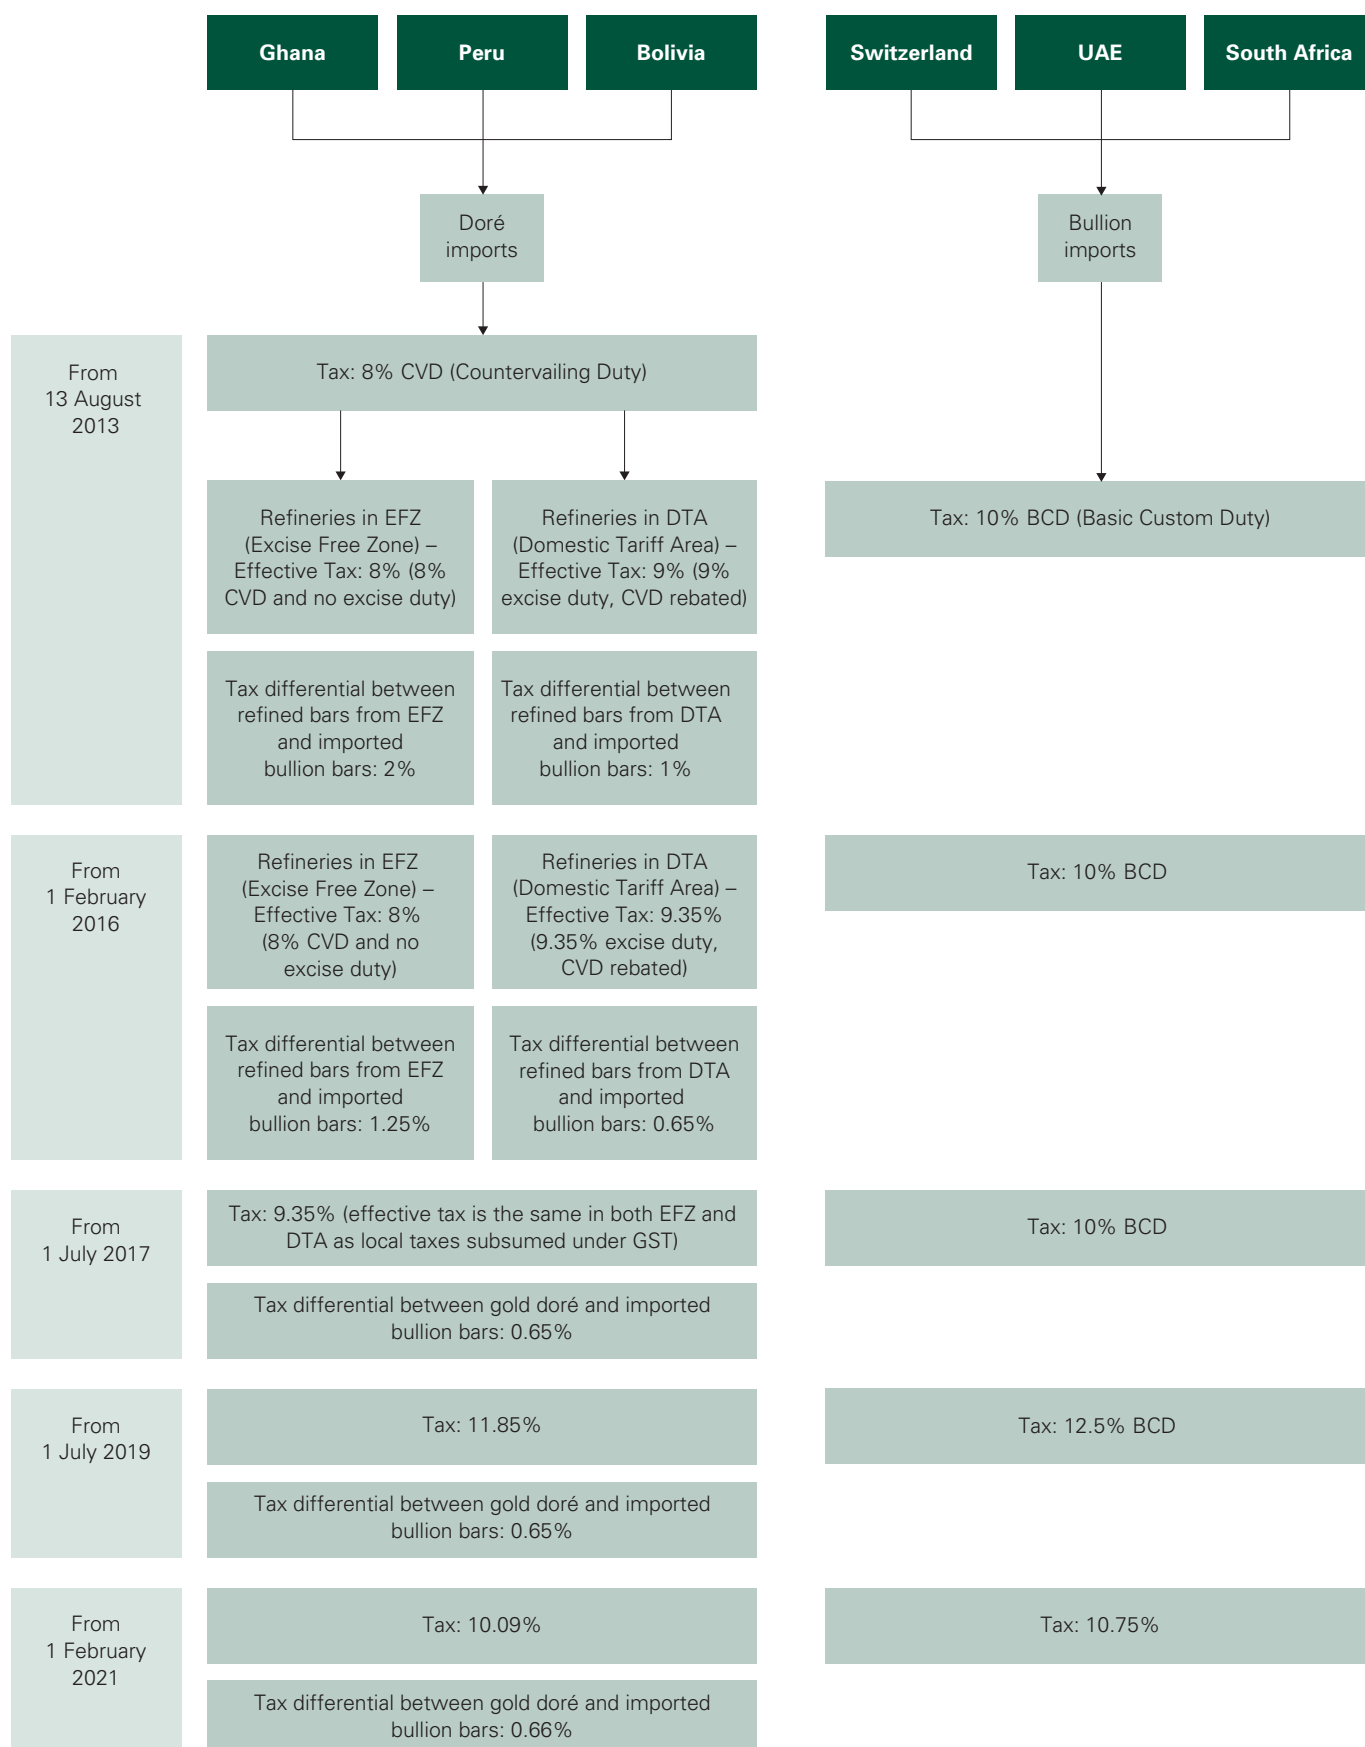 Ghana
Peru
Bolivia
Switzerland
UAE
South Africa
Doré
imports
Bullion
imports
From
13 August
2013
Tax: 8% CVD (Countervailing Duty)
Refineries in EFZ
(Excise Free Zone) –
Effective Tax: 8% (8%
CVD and no excise duty)
Refineries in DTA
(Domestic Tariff Area) –
Effective Tax: 9% (9%
excise duty, CVD rebated)
Tax: 10% BCD (Basic Custom Duty)
Tax differential between
refined bars from EFZ
and imported
bullion bars: 2%
Tax differential between
refined bars from DTA
and imported
bullion bars: 1%
From
1 February
2016
Refineries in EFZ
(Excise Free Zone) –
Effective Tax: 8%
(8% CVD and no
excise duty)
Refineries in DTA
(Domestic Tariff Area) –
Effective Tax: 9.35%
(9.35% excise duty,
CVD rebated)
Tax: 10% BCD
Tax differential between
refined bars from EFZ
and imported
bullion bars: 1.25%
Tax differential between
refined bars from DTA
and imported
bullion bars: 0.65%
From
1 July 2017
Tax: 9.35% (effective tax is the same in both EFZ and
DTA as local taxes subsumed under GST)
Tax: 10% BCD
Tax differential between gold doré and imported
bullion bars: 0.65%
From
1 July 2019
Tax: 11.85%
Tax: 12.5% BCD
Tax differential between gold doré and imported
bullion bars: 0.65%
From
1 February
2021
Tax: 10.09%
Tax: 10.75%
Tax differential between gold doré and imported
bullion bars: 0.66%